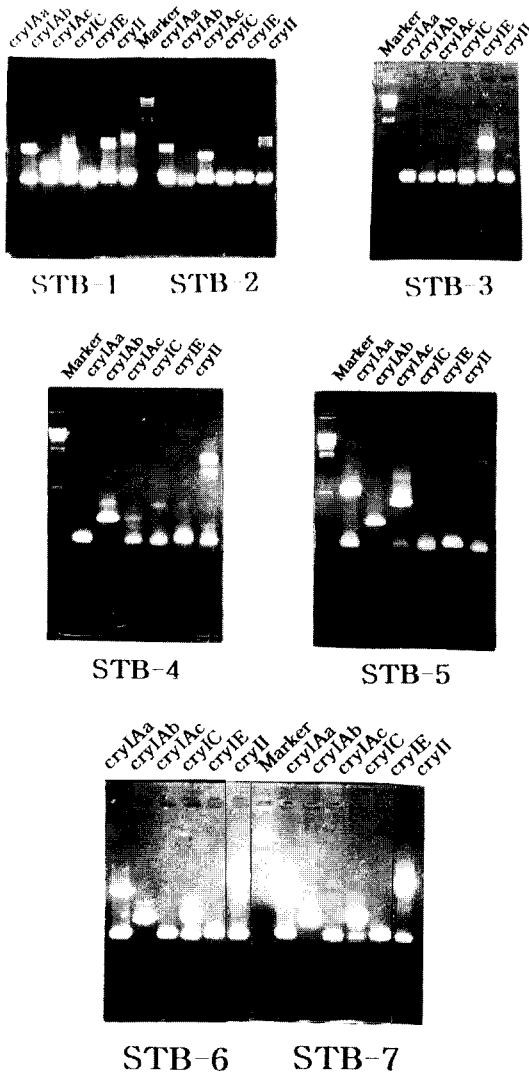 cryIAa cryIAb cryIAc cryIC cryIE cryII Marker cryIAa cryIAb cryIAc cryIC cryIE cryII
Marker cryIAa cryIAb cryIAc cryIC cryIE cryII
STB-1 STB-2
STB-3
Marker cryIAa cryIAb cryIAc cryIC cryIE cryII
Marker cryIAa cryIAb cryIAc cryIC cryIE cryII
STB-4
STB-5
cryIAa cryIAb cryIAc cryIC cryIE cryII Marker cryIAa cryIAb cryIAc cryIC cryIE cryII
STB-6 STB-7